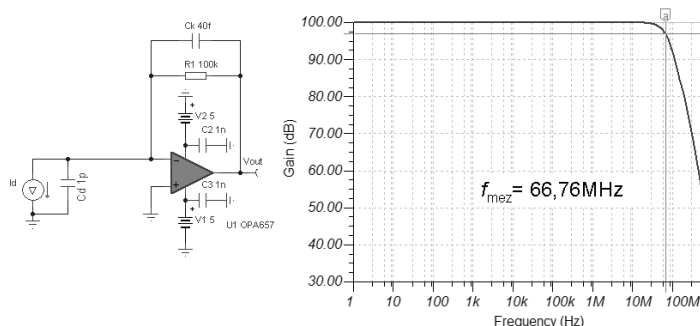 Ck 40f
R1 100k
V2 5
C2 1n
Vout
Id
Cd 1p
C3 1n
V1 5
U1 OPA657
Gain (dB)
100.00
90.00
80.00
70.00
60.00
50.00
40.00
30.00
a
fmez= 66,76MHz
1 10 100 1k 10k 100k 1M 10M 100M
Frequency (Hz)